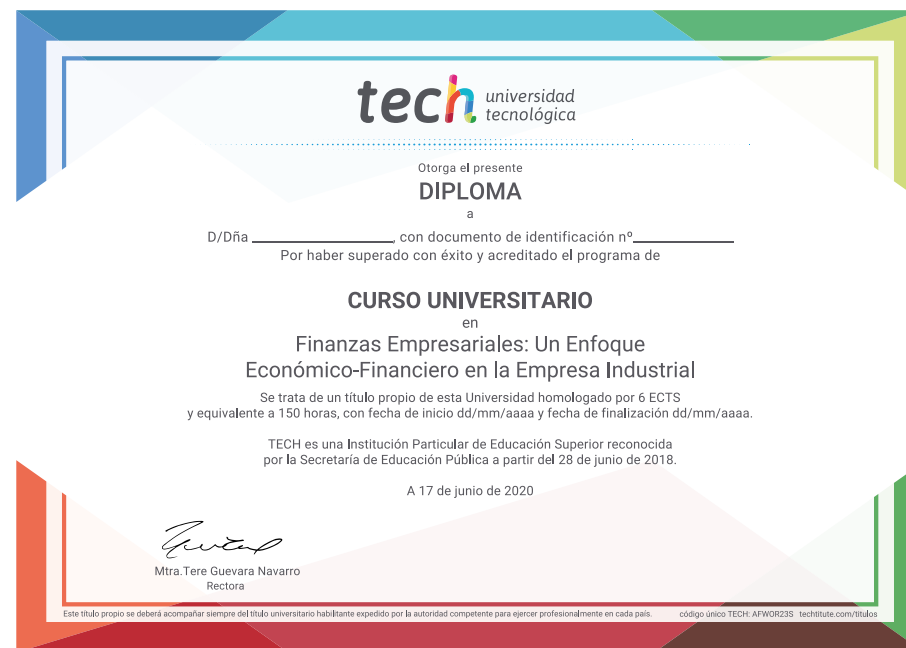 tech universidad
tecnológica
Otorga el presente
DIPLOMA
a
D/Dña ____________________, con documento de identificación nº______________
Por haber superado con éxito y acreditado el programa de
CURSO UNIVERSITARIO
en
Finanzas Empresariales: Un Enfoque
Económico-Financiero en la Empresa Industrial
Se trata de un título propio de esta Universidad homologado por 6 ECTS
y equivalente a 150 horas, con fecha de inicio dd/mm/aaaa y fecha de finalización dd/mm/aaaa.
TECH es una Institución Particular de Educación Superior reconocida
por la Secretaría de Educación Pública a partir del 28 de junio de 2018.
A 17 de junio de 2020
Mtra.Tere Guevara Navarro
Rectora
Este título propio se deberá acompañar siempre del título universitario habilitante expedido por la autoridad competente para ejercer profesionalmente en cada país. código único TECH: AFWOR23S techtitute.com/titulos